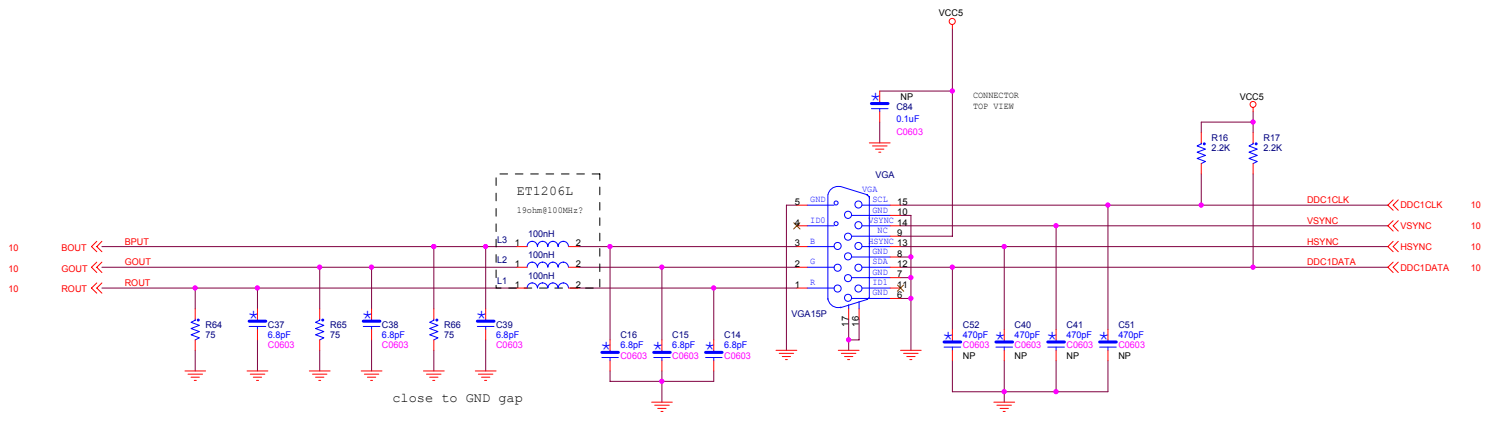 VCC5
NP
C84
0.1uF
C0603
CONNECTOR
TOP VIEW
VCC5
R16
2.2K
R17
2.2K
ET1206L
19ohm@100MHz?
VGA
VGA
5 GND SCL 15
GND 10
4 ID0 VSYNC 14
NC 9
3 B HSYNC 13
GND 8
2 G SDA 12
GND 7
1 R ID1 11
GND 6
17 16
VGA15P
DDC1CLK DDC1CLK 10
VSYNC VSYNC 10
HSYNC HSYNC 10
DDC1DATA DDC1DATA 10
10 BOUT BPUT L3 1 100nH 2
10 GOUT GOUT L2 1 100nH 2
10 ROUT ROUT L1 1 100nH 2
R64
75
C37
6.8pF
C0603
R65
75
C38
6.8pF
C0603
R66
75
C39
6.8pF
C0603
C16
6.8pF
C0603
C15
6.8pF
C0603
C14
6.8pF
C0603
C52
470pF
C0603
NP
C40
470pF
C0603
NP
C41
470pF
C0603
NP
C51
470pF
C0603
NP
close to GND gap